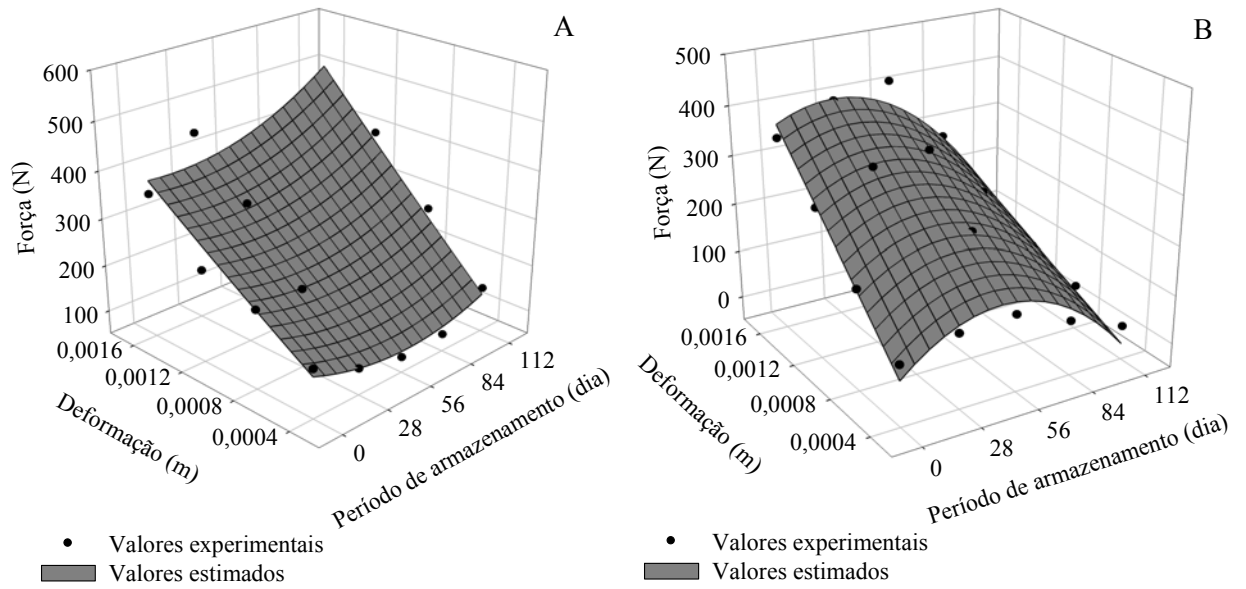 A
600
500
400
300
200
100
Força (N)
0,0016
0,0012
0,0008
0,0004
Deformação (m)
0
28
56
84
112
Período de armazenamento (dia)
Valores experimentais
Valores estimados
B
500
400
300
200
100
0
Força (N)
0,0016
0,0012
0,0008
0,0004
Deformação (m)
0
28
56
84
112
Período de armazenamento (dia)
Valores experimentais
Valores estimados